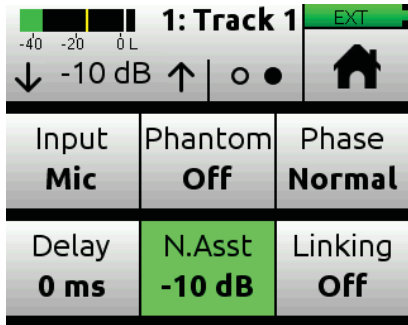 1: Track 1
EXT
-40 -20 0 L
-10 dB
Input
Mic
Phantom
Off
Phase
Normal
Delay
0 ms
N.Asst
-10 dB
Linking
Off